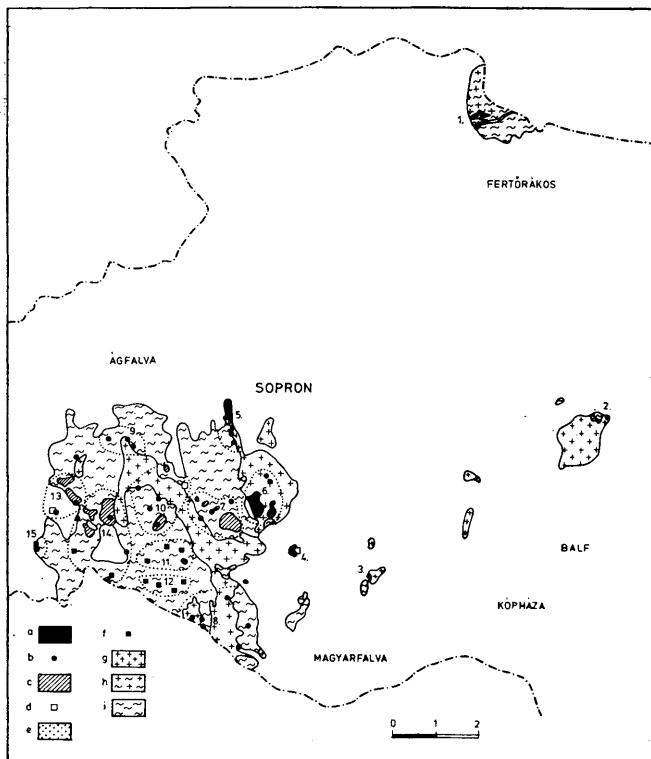 1.
FERTŐRÁKOS
ÁGFALVA
SOPRON
5.
2.
9.
6.
7.
13.
10.
15.
14.
4.
BALF
11.
3.
12.
KÓPHÁZA
8.
MAGYARFALVA
a
f
b
g
c
h
d
i
e
0 1 2